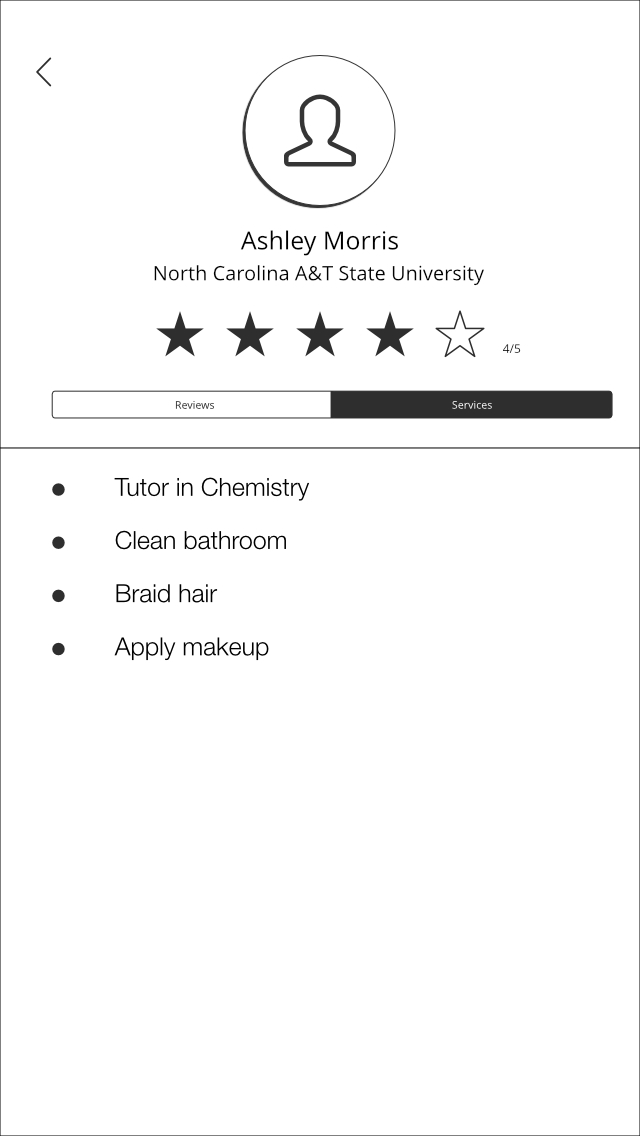 Ashley Morris
North Carolina A&T State University
4/5
Reviews
Services
Tutor in Chemistry
Clean bathroom
Braid hair
Apply makeup